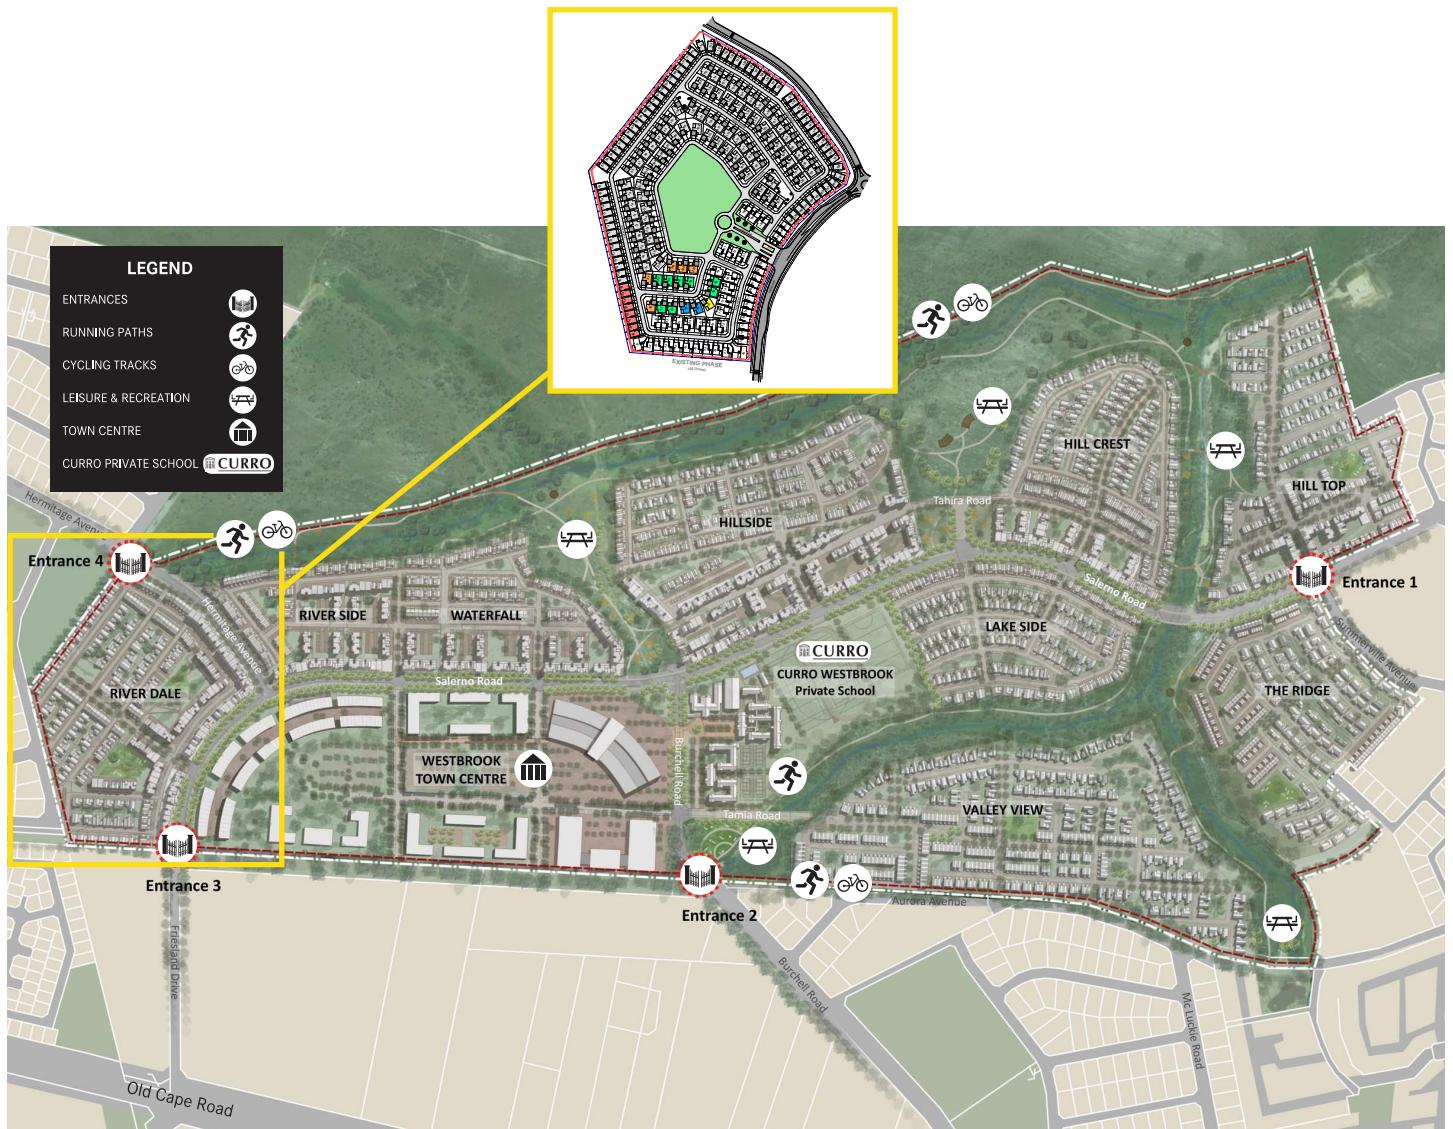 EXISTING PHASE
LEGEND
ENTRANCES
RUNNING PATHS
CYCLING TRACKS
LEISURE & RECREATION
TOWN CENTRE
CURRO PRIVATE SCHOOL CURRO
Hermitage Avenue
Entrance 4
Hermitage Avenue
RIVER SIDE
WATERFALL
HILLSIDE
Tahira Road
HILL CREST
HILL TOP
Entrance 1
Salerno Road
LAKE SIDE
Summerville Avenue
THE RIDGE
CURRO
CURRO WESTBROOK
Private School
RIVER DALE
Salerno Road
WESTBROOK
TOWN CENTRE
Burchell Road
Tamia Road
VALLEY VIEW
Entrance 3
Entrance 2
Aurora Avenue
Friesland Drive
Burchell Road
Mc Luckie Road
Old Cape Road